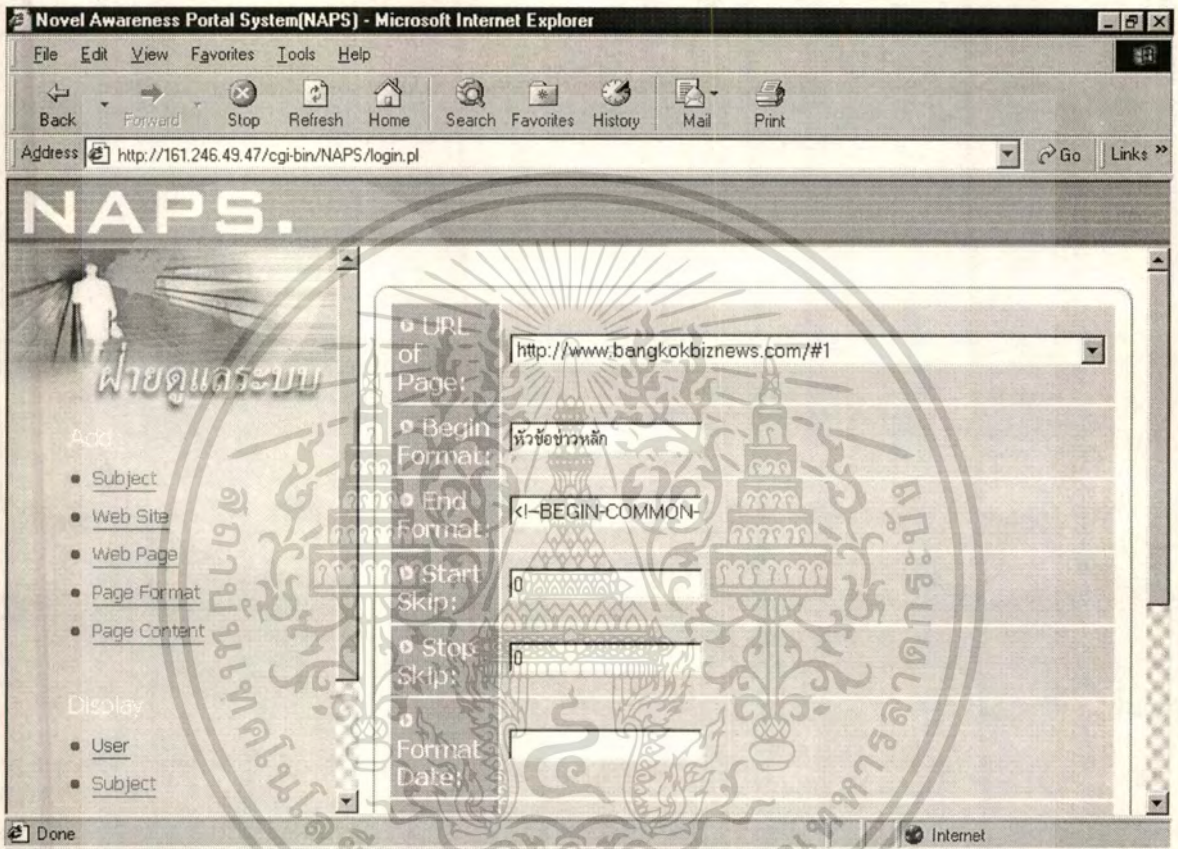 Novel Awareness Portal System(NAPS) - Microsoft Internet Explorer
File Edit View Favorites Tools Help
Back Forward Stop Refresh Home Search Favorites History Mail Print
Address http://161.246.49.47/cgi-bin/NAPS/login.pl Go Links »
NAPS.
ฝ่ายดูแลระบบ
Add
Subject
Web Site
Web Page
Page Format
Page Content
Display
User
Subject
URL of Page:
http://www.bangkokbiznews.com/#1
Begin Format:
หัวข้อข่าวหลัก
End Format:
<!--BEGIN-COMMON-
Start Skip:
0
Stop Skip:
0
Format Date:
Done
Internet